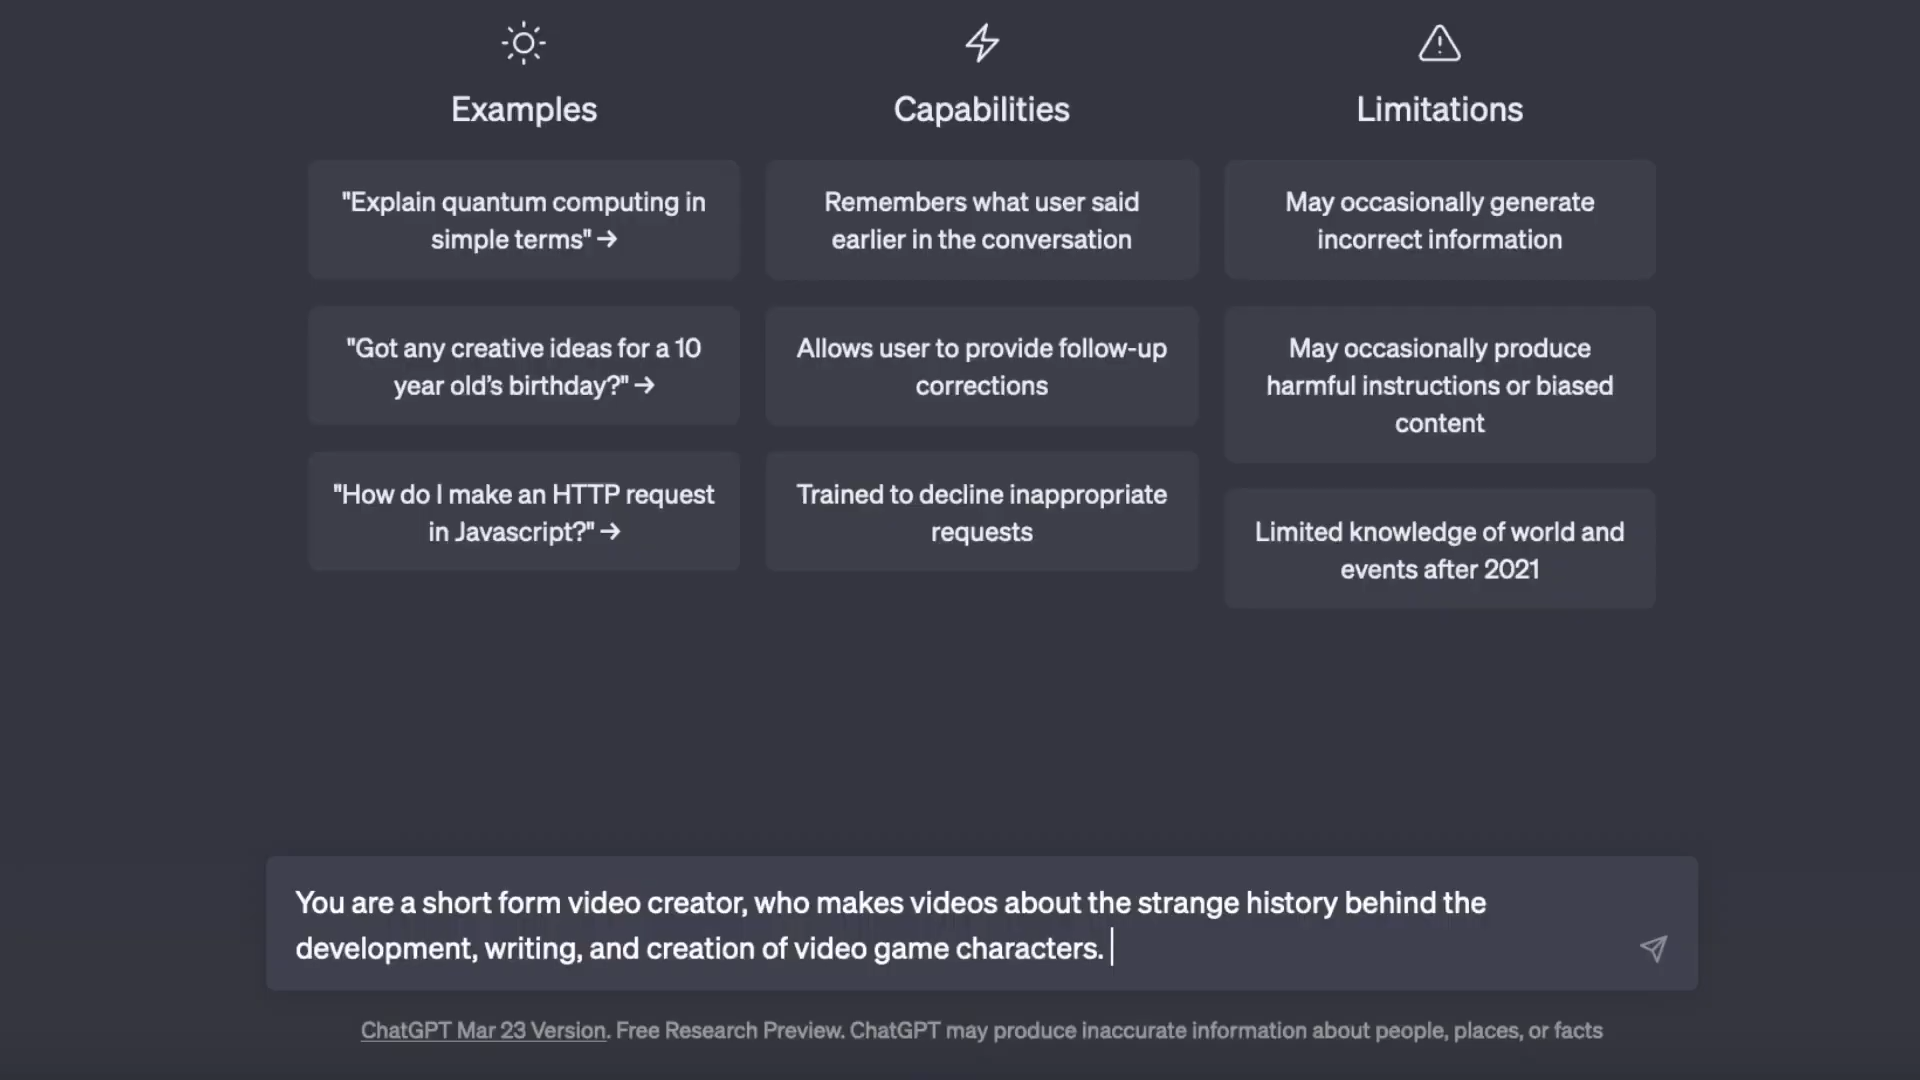 Examples
"Explain quantum computing in
simple terms" →
"Got any creative ideas for a 10
year old’s birthday?" →
"How do I make an HTTP request
in Javascript?" →
Capabilities
Remembers what user said
earlier in the conversation
Allows user to provide follow-up
corrections
Trained to decline inappropriate
requests
Limitations
May occasionally generate
incorrect information
May occasionally produce
harmful instructions or biased
content
Limited knowledge of world and
events after 2021
You are a short form video creator, who makes videos about the strange history behind the
development, writing, and creation of video game characters.
ChatGPT Mar 23 Version. Free Research Preview. ChatGPT may produce inaccurate information about people, places, or facts